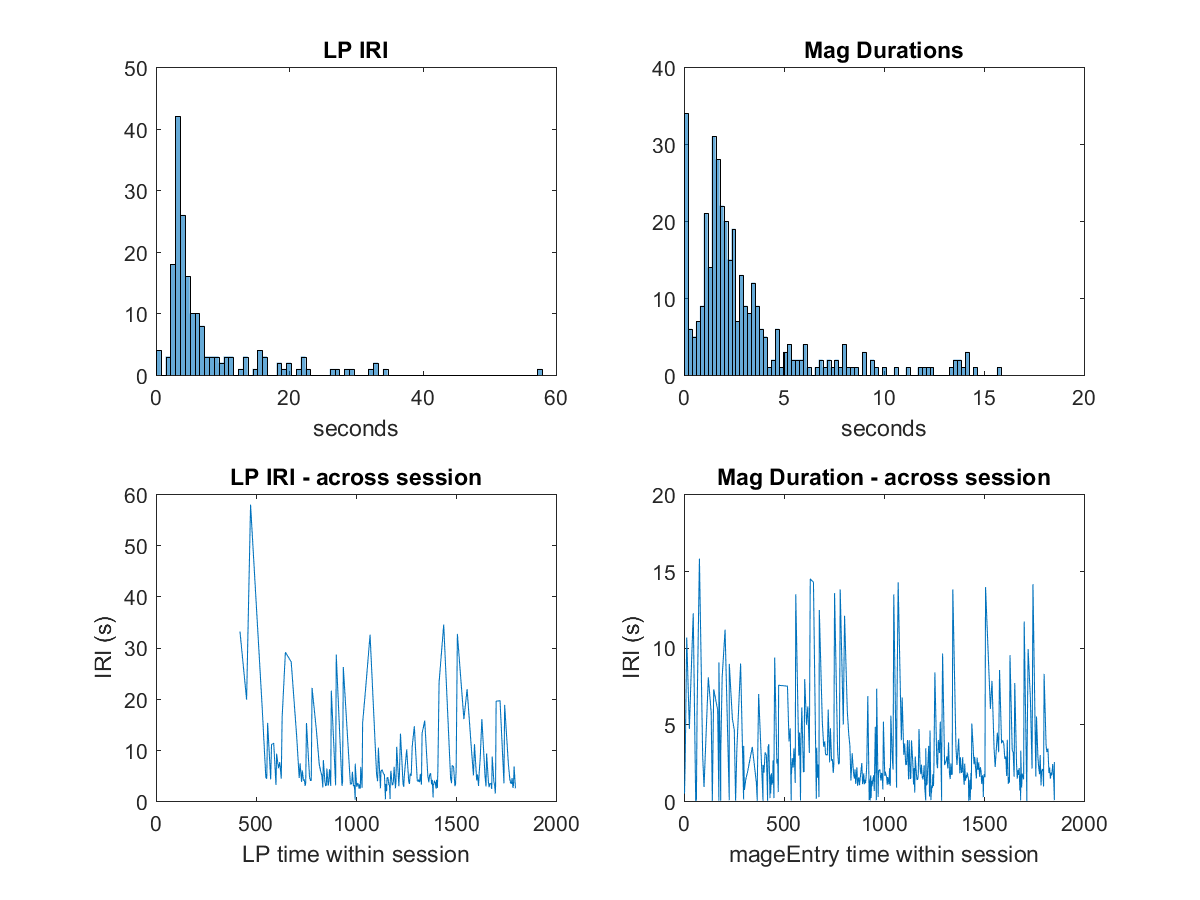 LP IRI
50
40
30
20
10
0
0 20 40 60
seconds
Mag Durations
40
30
20
10
0
0 5 10 15 20
seconds
LP IRI - across session
IRI (s)
60
50
40
30
20
10
0
0 500 1000 1500 2000
LP time within session
Mag Duration - across session
IRI (s)
20
15
10
5
0
0 500 1000 1500 2000
mageEntry time within session